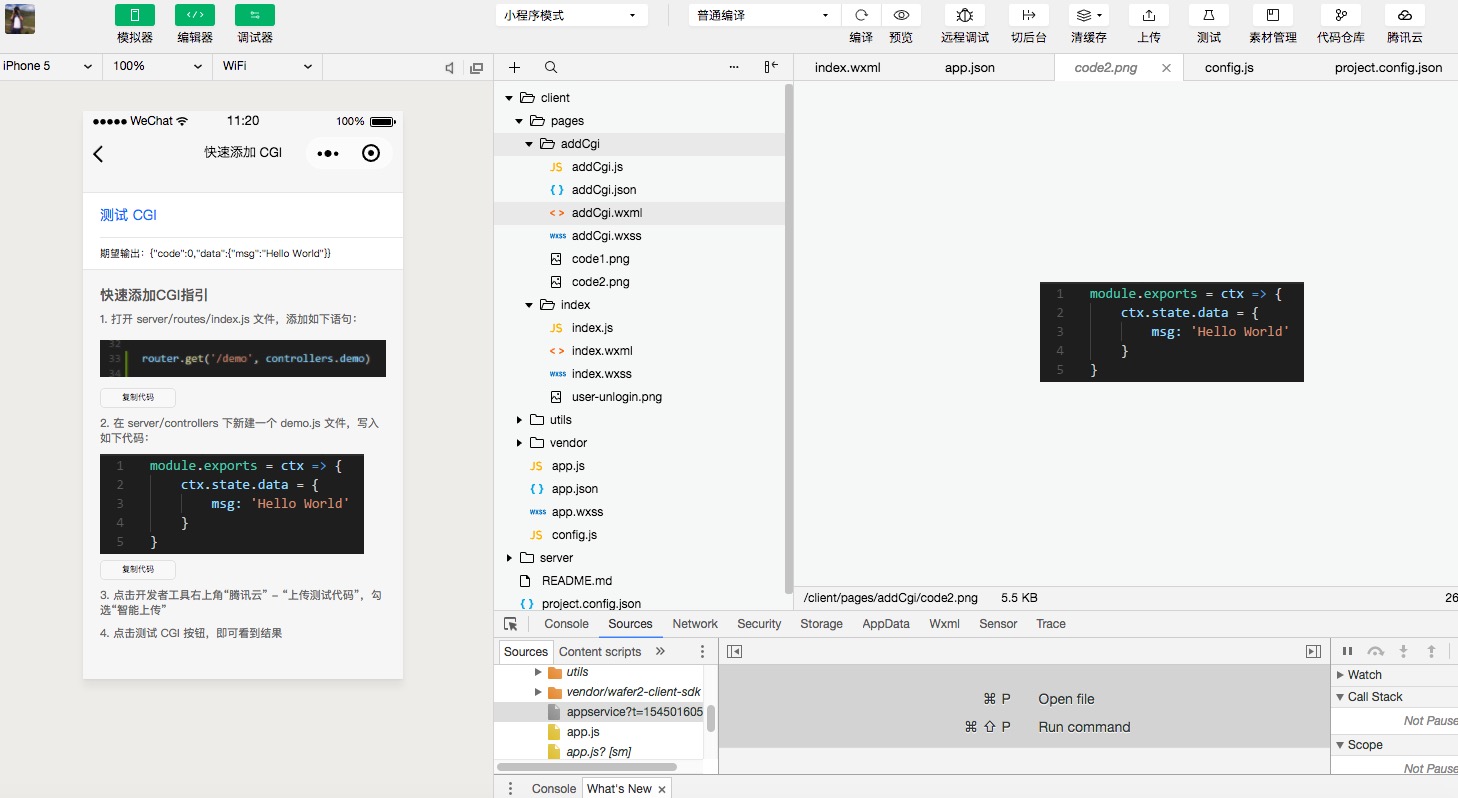 模拟器 编辑器 调试器 小程序模式 普通编译 编译 预览 远程调试 切后台 清缓存 上传 测试 素材管理 代码仓库 腾讯云
iPhone 5 100% WiFi
index.wxml app.json code2.png config.js project.config.json
WeChat 11:20 100%
快速添加 CGI
测试 CGI
期望输出：{"code":0,"data":{"msg":"Hello World"}}
快速添加CGI指引
1. 打开 server/routes/index.js 文件，添加如下语句：
32
33 router.get('/demo', controllers.demo)
34
复制代码
2. 在 server/controllers 下新建一个 demo.js 文件，写入
如下代码：
1 module.exports = ctx => {
2 ctx.state.data = {
3 msg: 'Hello World'
4 }
5 }
复制代码
3. 点击开发者工具右上角“腾讯云” – “上传测试代码”，勾
选“智能上传”
4. 点击测试 CGI 按钮，即可看到结果
client
pages
addCgi
JS addCgi.js
{ } addCgi.json
< > addCgi.wxml
wxss addCgi.wxss
code1.png
code2.png
index
JS index.js
< > index.wxml
wxss index.wxss
user-unlogin.png
utils
vendor
JS app.js
{ } app.json
wxss app.wxss
JS config.js
server
README.md
{ } project.config.json
1 module.exports = ctx => {
2 ctx.state.data = {
3 msg: 'Hello World'
4 }
5 }
/client/pages/addCgi/code2.png 5.5 KB 26
Console Sources Network Security Storage AppData Wxml Sensor Trace
Sources Content scripts »
utils
vendor/wafer2-client-sdk
appservice?t=154501605
app.js
app.js? [sm]
⌘ P Open file
⌘ ⇧ P Run command
Watch
Call Stack
Not Pause
Scope
Not Pause
Console What's New ×